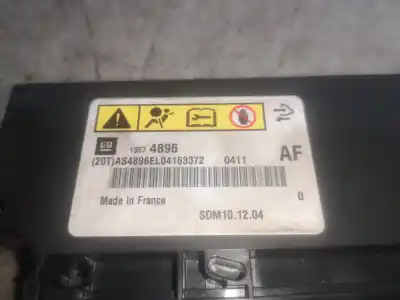 GM 1357 4896
(20T)AS4896EL04163372 0411 AF
Made In France 0
SDM10.12.04